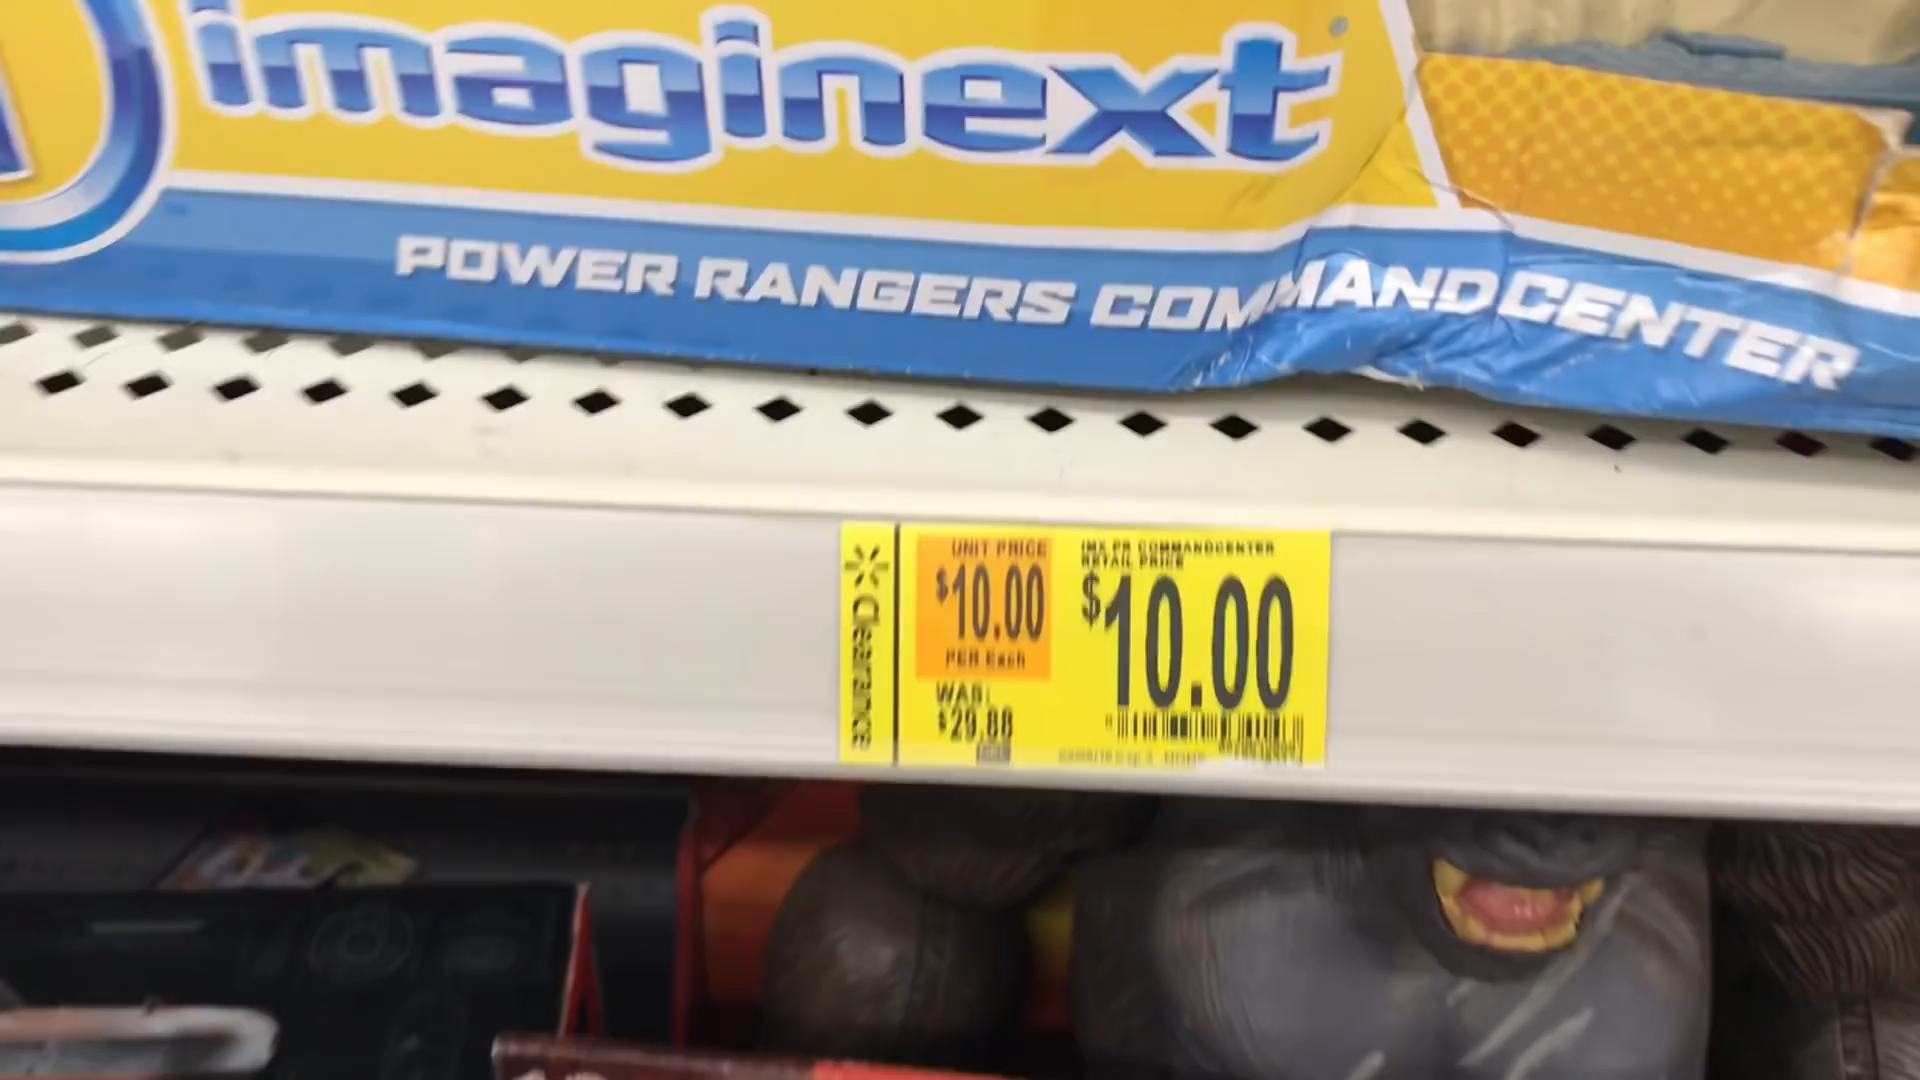 imaginext
POWER RANGERS COMMAND CENTER
Clearance
UNIT PRICE
$10.00
PER Each
WAS:
$29.88
IMX PR COMMANDCENTER
RETAIL PRICE
$10.00